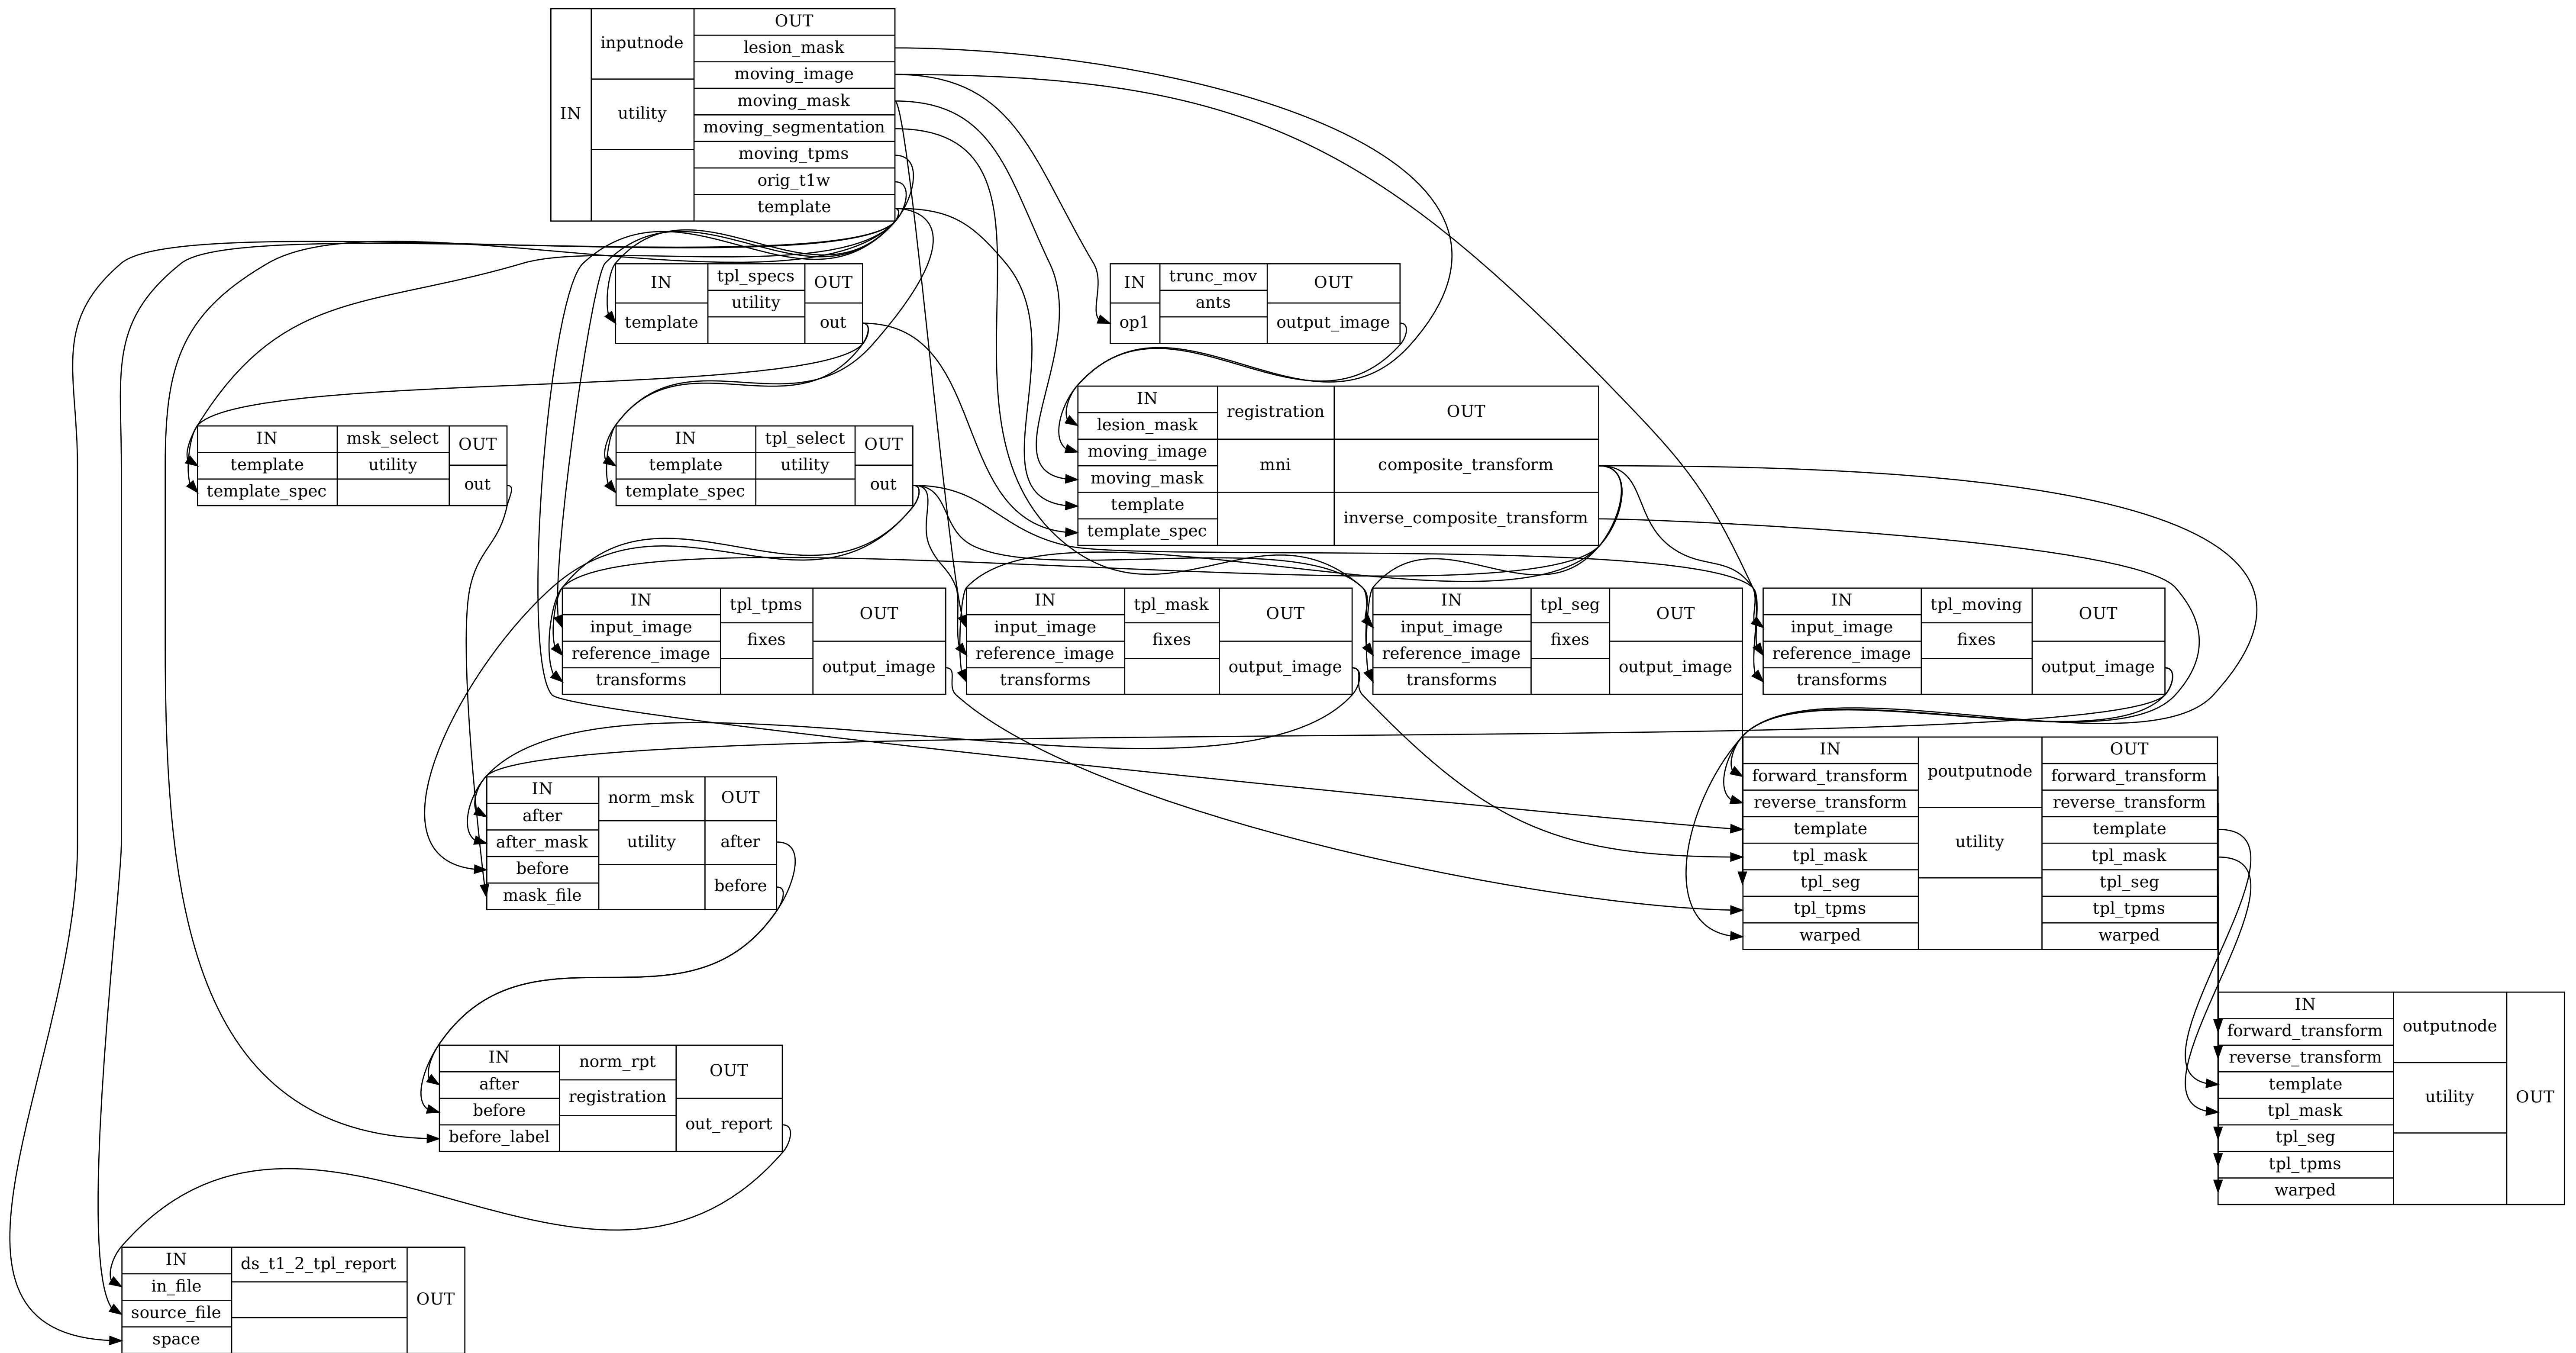 IN
inputnode
utility
OUT
lesion_mask
moving_image
moving_mask
moving_segmentation
moving_tpms
orig_t1w
template
IN
template
tpl_specs
utility
OUT
out
IN
op1
trunc_mov
ants
OUT
output_image
IN
template
template_spec
msk_select
utility
OUT
out
IN
template
template_spec
tpl_select
utility
OUT
out
IN
lesion_mask
moving_image
moving_mask
template
template_spec
registration
mni
OUT
composite_transform
inverse_composite_transform
IN
input_image
reference_image
transforms
tpl_tpms
fixes
OUT
output_image
IN
input_image
reference_image
transforms
tpl_mask
fixes
OUT
output_image
IN
input_image
reference_image
transforms
tpl_seg
fixes
OUT
output_image
IN
input_image
reference_image
transforms
tpl_moving
fixes
OUT
output_image
IN
forward_transform
reverse_transform
template
tpl_mask
tpl_seg
tpl_tpms
warped
poutputnode
utility
OUT
forward_transform
reverse_transform
template
tpl_mask
tpl_seg
tpl_tpms
warped
IN
after
after_mask
before
mask_file
norm_msk
utility
OUT
after
before
IN
forward_transform
reverse_transform
template
tpl_mask
tpl_seg
tpl_tpms
warped
outputnode
utility
OUT
IN
after
before
before_label
norm_rpt
registration
OUT
out_report
IN
in_file
source_file
space
ds_t1_2_tpl_report
OUT